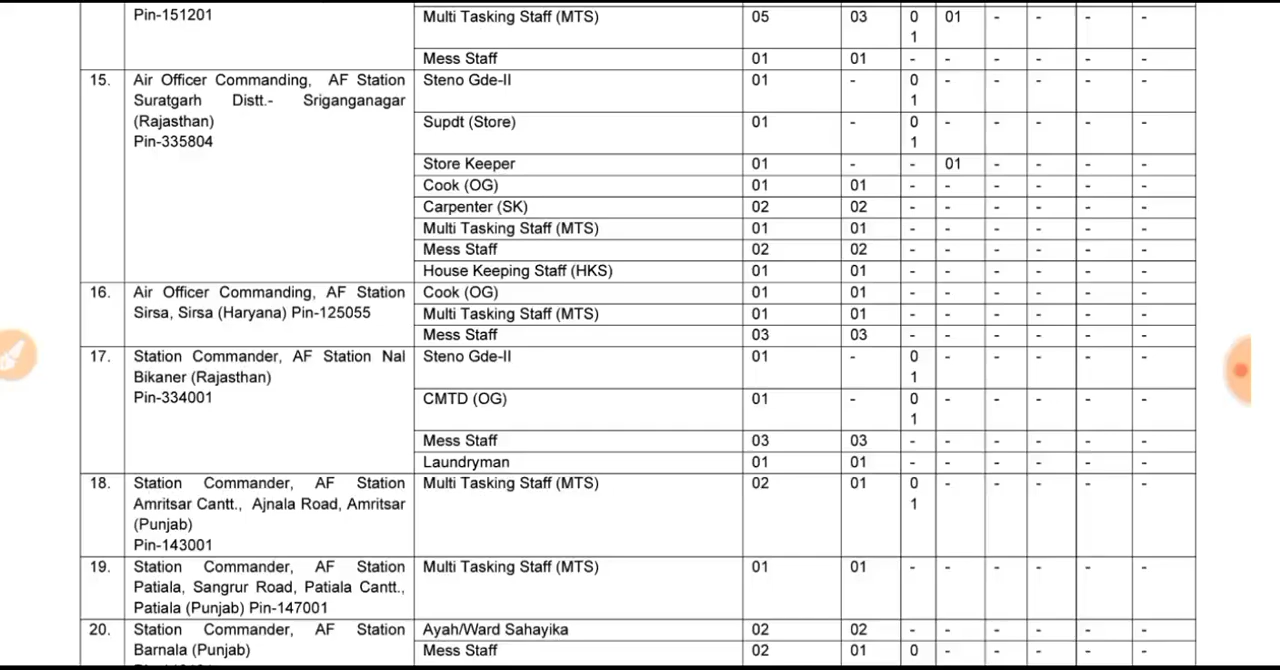 Pin-151201 Multi Tasking Staff (MTS) 05 03 0 01 - - - -
1
Mess Staff 01 01 - - - - - -
15. Air Officer Commanding, AF Station Steno Gde-II 01 - 0 - - - - -
Suratgarh Distt.- Sriganganagar 1
(Rajasthan) Supdt (Store) 01 - 0 - - - - -
Pin-335804 1
Store Keeper 01 - - 01 - - - -
Cook (OG) 01 01 - - - - - -
Carpenter (SK) 02 02 - - - - - -
Multi Tasking Staff (MTS) 01 01 - - - - - -
Mess Staff 02 02 - - - - - -
House Keeping Staff (HKS) 01 01 - - - - - -
16. Air Officer Commanding, AF Station Cook (OG) 01 01 - - - - - -
Sirsa, Sirsa (Haryana) Pin-125055 Multi Tasking Staff (MTS) 01 01 - - - - - -
Mess Staff 03 03 - - - - - -
17. Station Commander, AF Station Nal Steno Gde-II 01 - 0 - - - - -
Bikaner (Rajasthan) 1
Pin-334001 CMTD (OG) 01 - 0 - - - - -
1
Mess Staff 03 03 - - - - - -
Laundryman 01 01 - - - - - -
18. Station Commander, AF Station Multi Tasking Staff (MTS) 02 01 0 - - - - -
Amritsar Cantt., Ajnala Road, Amritsar 1
(Punjab)
Pin-143001
19. Station Commander, AF Station Multi Tasking Staff (MTS) 01 01 - - - - - -
Patiala, Sangrur Road, Patiala Cantt.,
Patiala (Punjab) Pin-147001
20. Station Commander, AF Station Ayah/Ward Sahayika 02 02 - - - - - -
Barnala (Punjab) Mess Staff 02 01 0 - - - - -